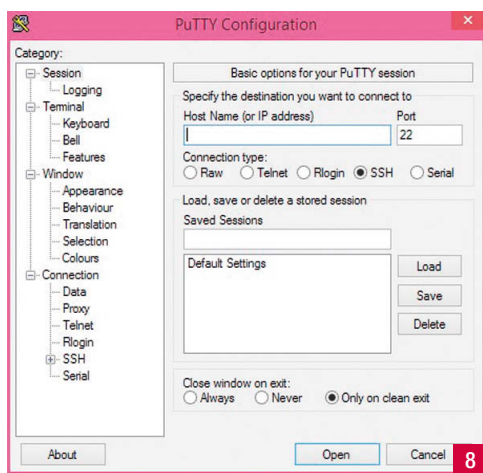 PuTTY Configuration
Category:
Session
Logging
Terminal
Keyboard
Bell
Features
Window
Appearance
Behaviour
Translation
Selection
Colours
Connection
Data
Proxy
Telnet
Rlogin
SSH
Serial
Basic options for your PuTTY session
Specify the destination you want to connect to
Host Name (or IP address) Port
22
Connection type:
Raw Telnet Rlogin SSH Serial
Load, save or delete a stored session
Saved Sessions
Default Settings
Load
Save
Delete
Close window on exit:
Always Never Only on clean exit
About Open Cancel
8